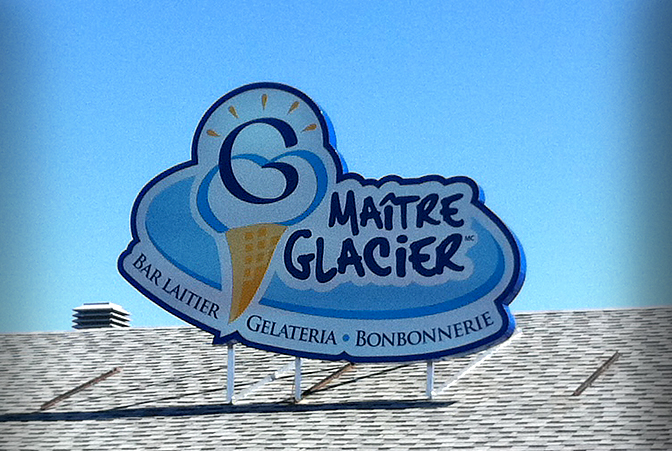 G
MAÎTRE
GLACiER MC
BAR LAITIER
GELATERIA • BONBONNERIE